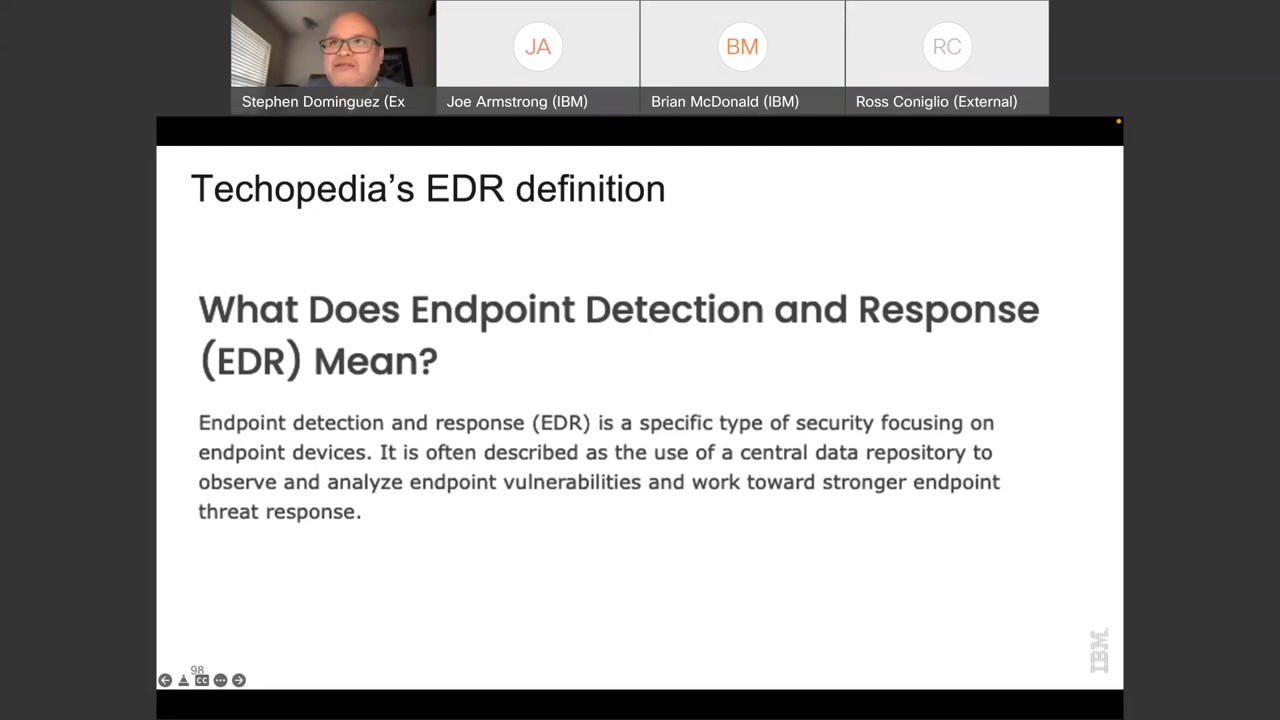 JA
BM
RC
Stephen Dominguez (Ex
Joe Armstrong (IBM)
Brian McDonald (IBM)
Ross Coniglio (External)
Techopedia’s EDR definition
What Does Endpoint Detection and Response
(EDR) Mean?
Endpoint detection and response (EDR) is a specific type of security focusing on
endpoint devices. It is often described as the use of a central data repository to
observe and analyze endpoint vulnerabilities and work toward stronger endpoint
threat response.
IBM
98
CC